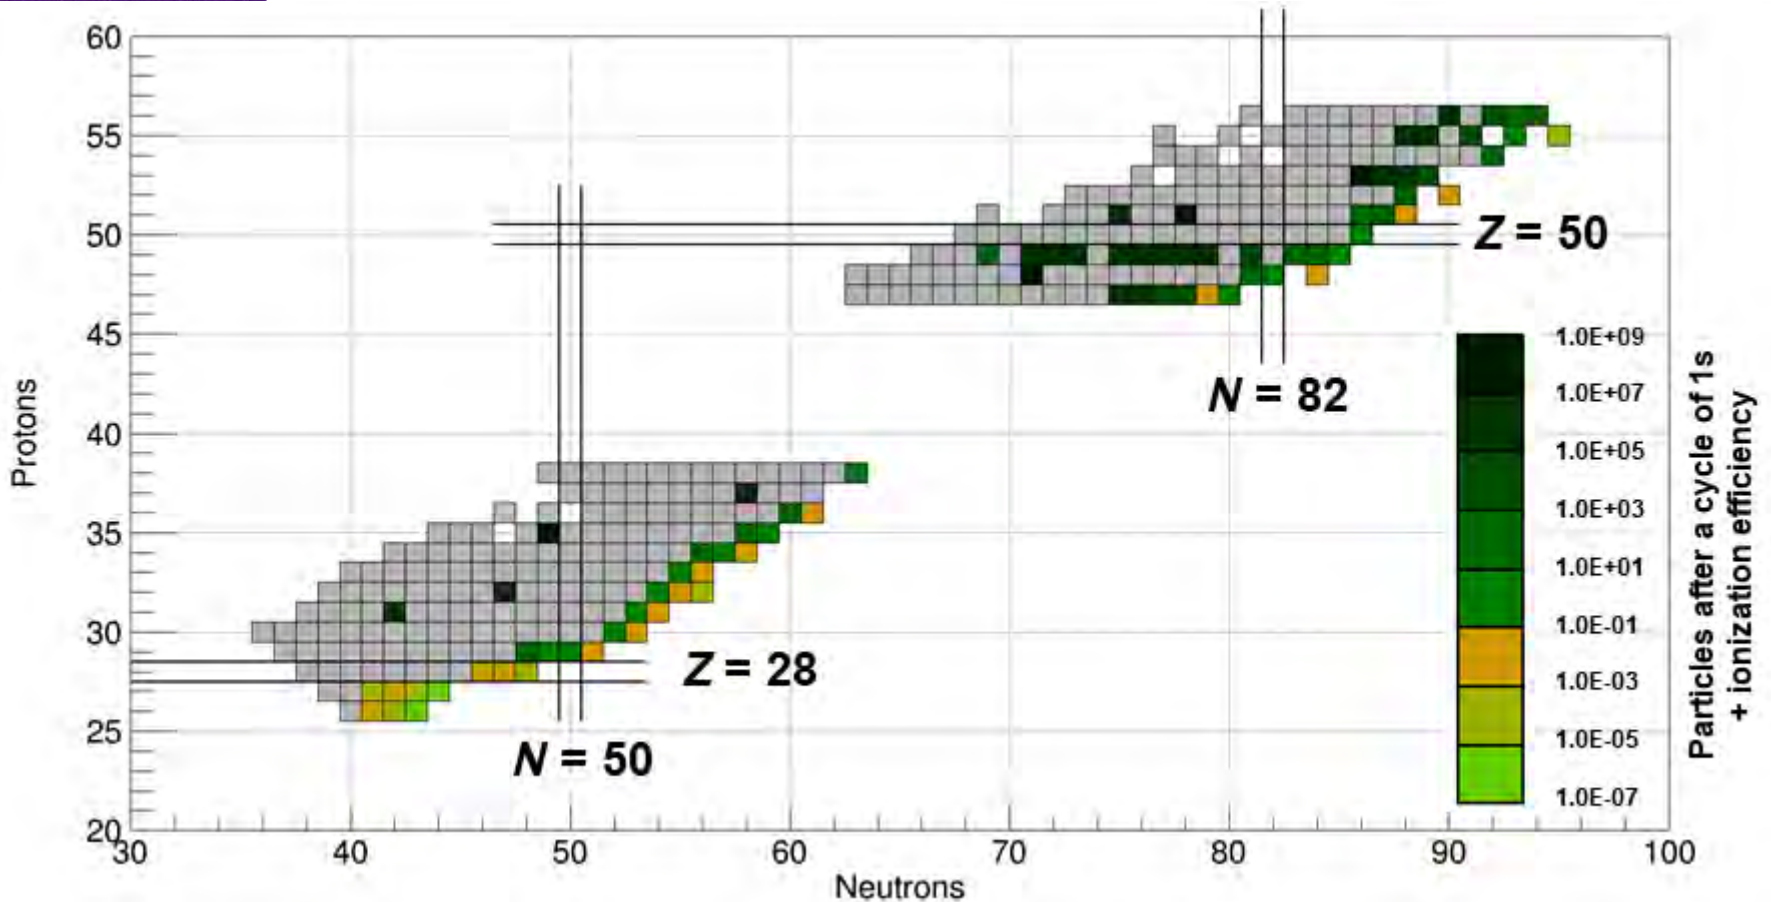 60
55
50
45
40
35
30
25
20
Protons
30
40
50
60
70
80
90
100
Neutrons
Z = 50
N = 82
Z = 28
N = 50
1.0E+09
1.0E+07
1.0E+05
1.0E+03
1.0E+01
1.0E-01
1.0E-03
1.0E-05
1.0E-07
Particles after a cycle of 1s
+ ionization efficiency